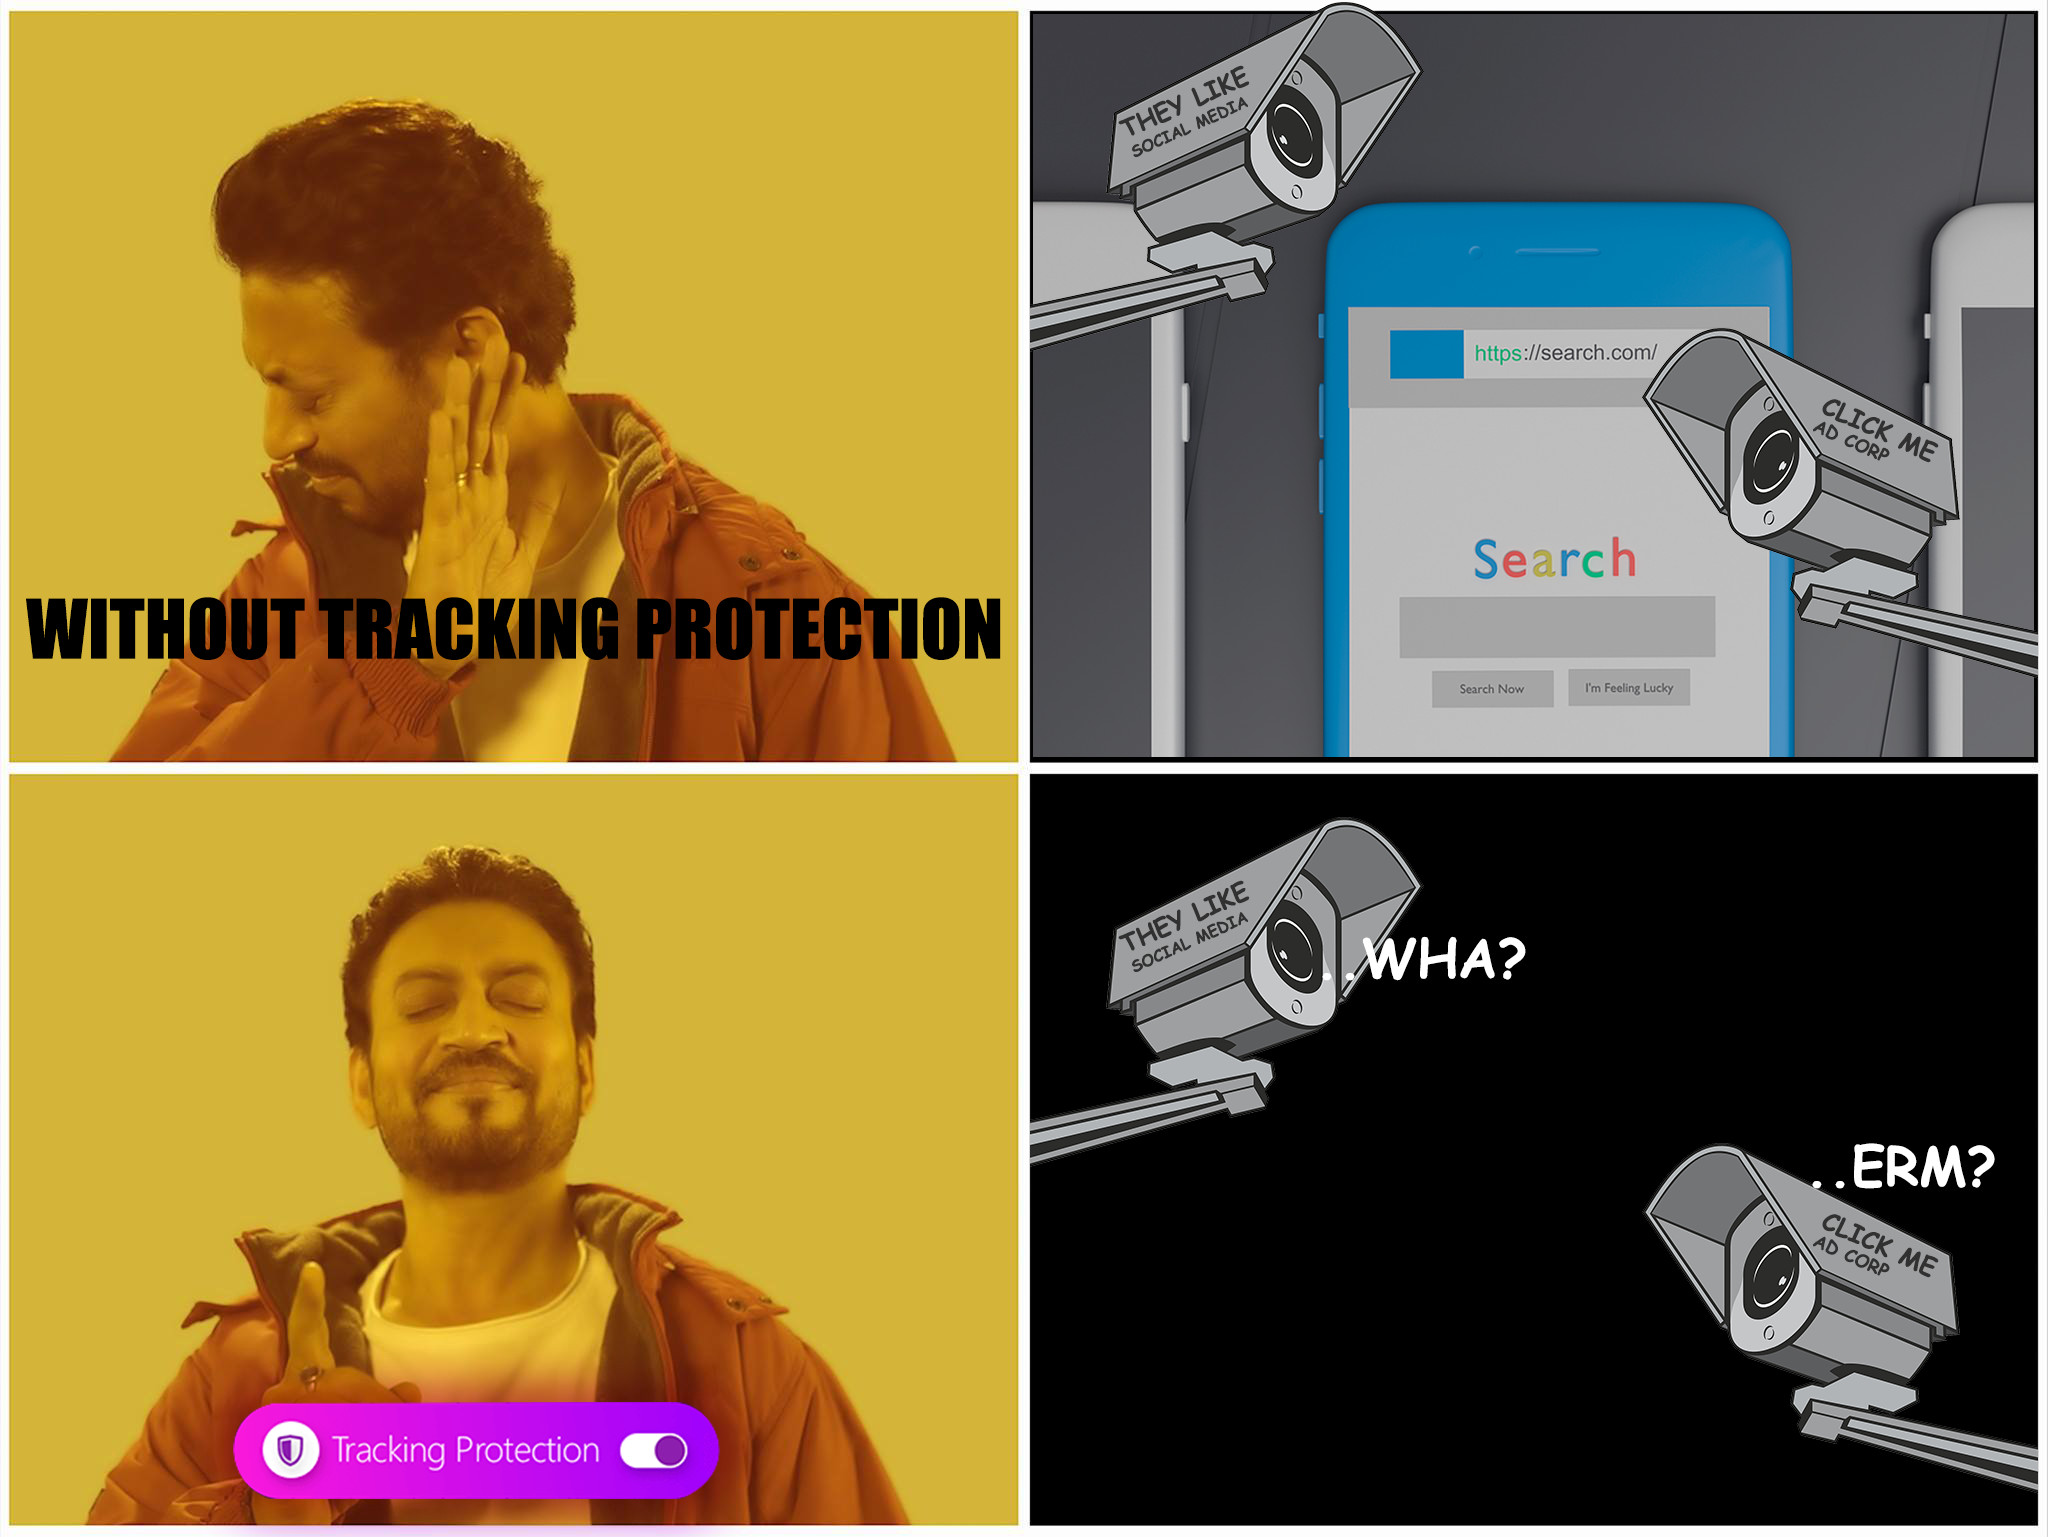 WITHOUT TRACKING PROTECTION
THEY LIKE
SOCIAL MEDIA
https://search.com/
CLICK ME
AD CORP
Search
Search Now
I'm Feeling Lucky
Tracking Protection
THEY LIKE
SOCIAL MEDIA
..WHA?
..ERM?
CLICK ME
AD CORP